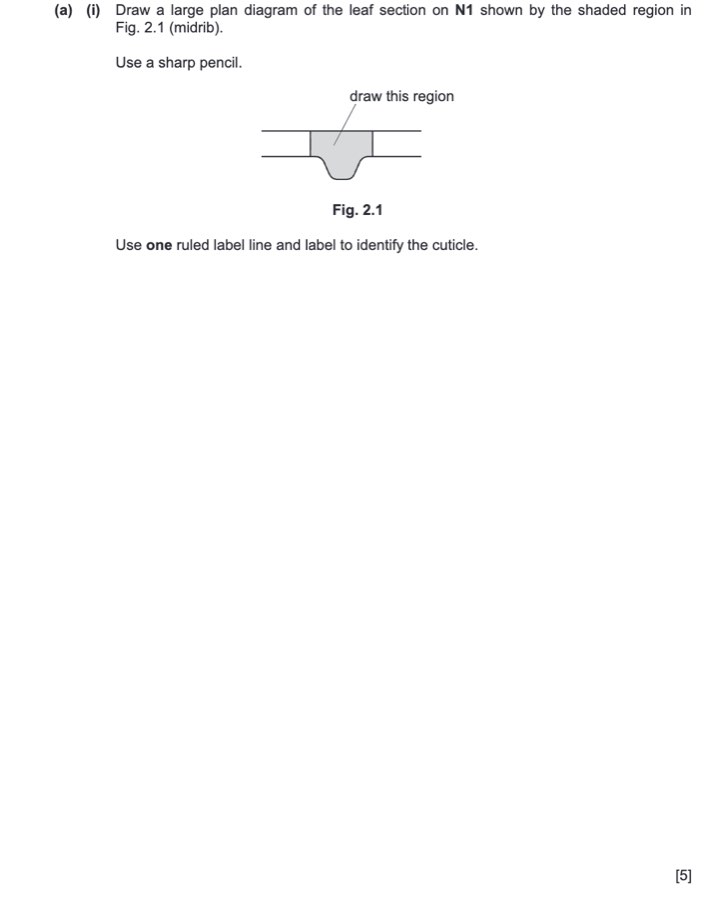 (a) (i) Draw a large plan diagram of the leaf section on N1 shown by the shaded region in
Fig. 2.1 (midrib).
Use a sharp pencil.
draw this region
Fig. 2.1
Use one ruled label line and label to identify the cuticle.
[5]